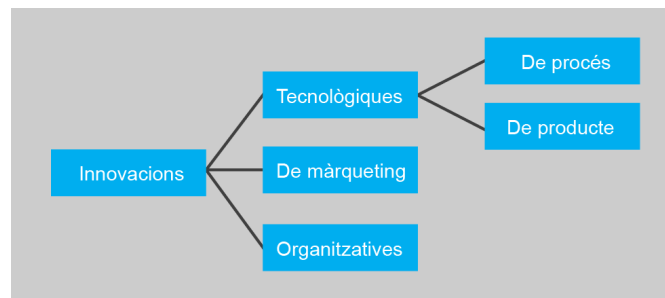 Innovacions
Tecnològiques
De procés
De producte
De màrqueting
Organitzatives